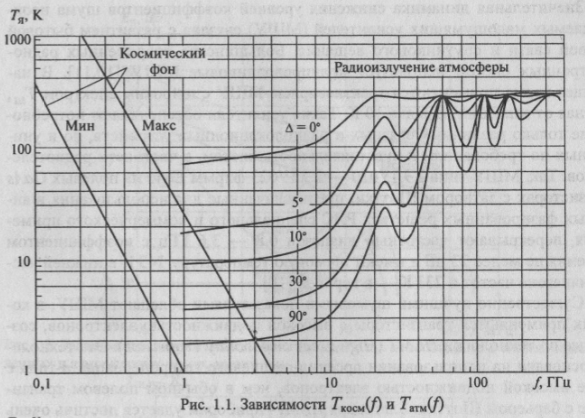 Tя, К
1000
Космический
фон
Радиоизлучение атмосферы
Мин
Макс
Δ = 0°
100
5°
10°
10
30°
90°
1
0,1
1
10
100
f, ГГц
Рис. 1.1. Зависимости Tкосм(f) и Tатм(f)